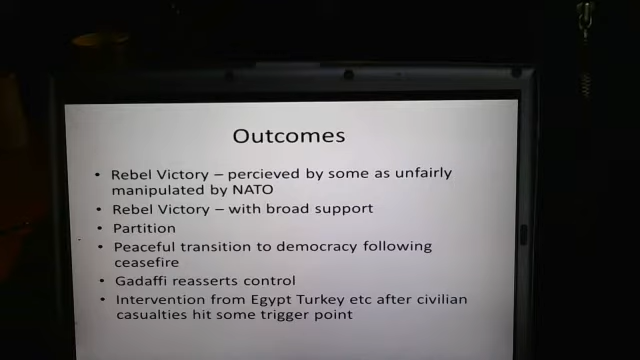 Outcomes
• Rebel Victory – percieved by some as unfairly
manipulated by NATO
• Rebel Victory – with broad support
• Partition
• Peaceful transition to democracy following
ceasefire
• Gadaffi reasserts control
• Intervention from Egypt Turkey etc after civilian
casualties hit some trigger point